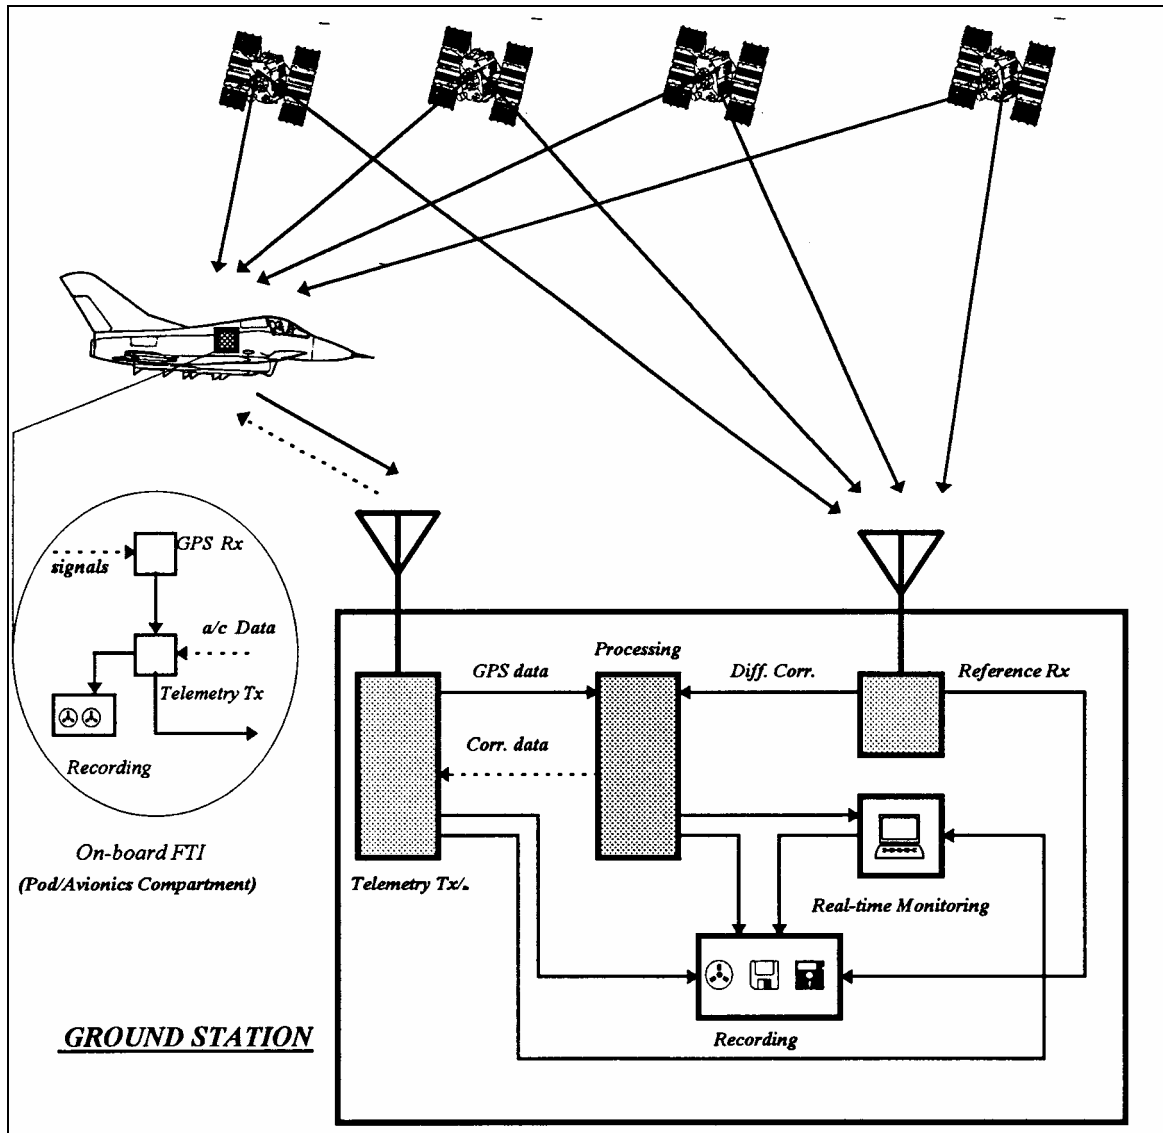 GPS Rx
signals
a/c Data
Telemetry Tx
Recording
On-board FTI
(Pod/Avionics Compartment)
Processing
GPS data
Diff. Corr.
Reference Rx
Corr. data
Telemetry Tx/
Real-time Monitoring
Recording
GROUND STATION